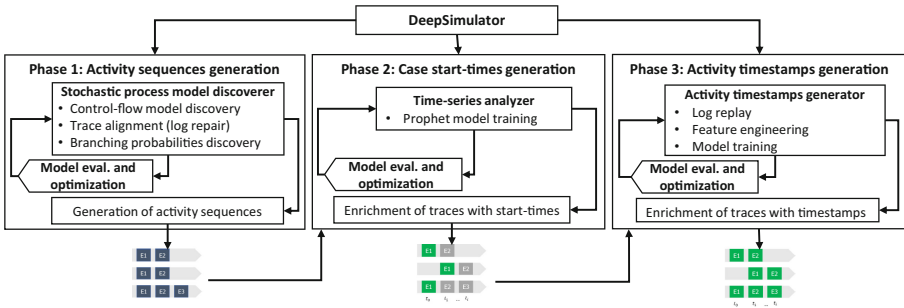 DeepSimulator
Phase 1: Activity sequences generation
Stochastic process model discoverer
• Control-flow model discovery
• Trace alignment (log repair)
• Branching probabilities discovery
Model eval. and
optimization
Generation of activity sequences
E1 E2
E1 E2
E1 E2 E3
Phase 2: Case start-times generation
Time-series analyzer
• Prophet model training
Model eval. and
optimization
Enrichment of traces with start-times
E1 E2
E1 E2
E1 E2 E3
Phase 3: Activity timestamps generation
Activity timestamps generator
• Log replay
• Feature engineering
• Model training
Model eval. and
optimization
Enrichment of traces with timestamps
E1 E2
E1 E2
E1 E2 E3